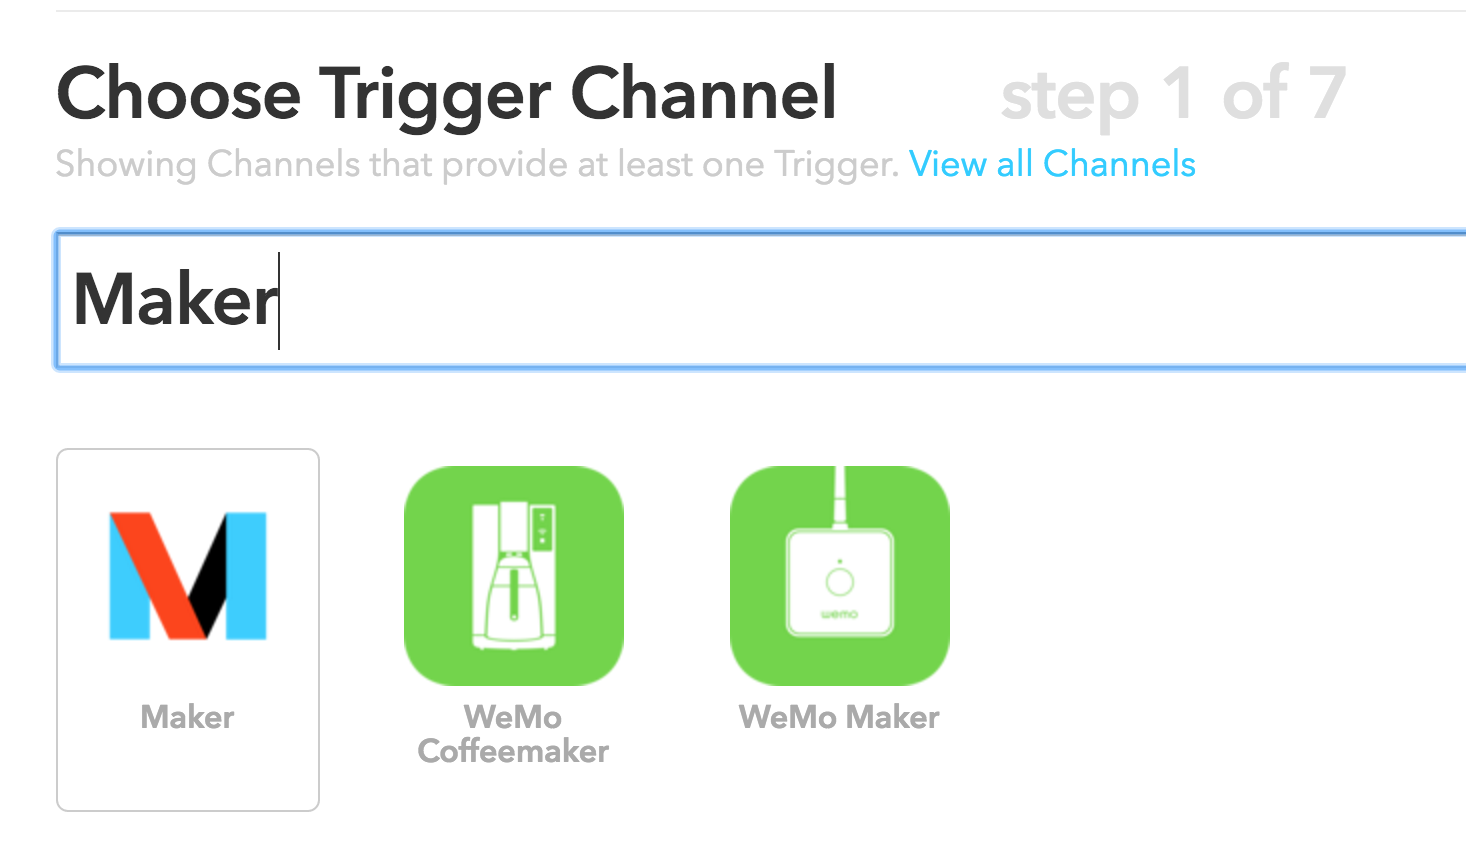 Choose Trigger Channel step 1 of 7
Showing Channels that provide at least one Trigger. View all Channels
Maker
wemo
Maker
WeMo
Coffeemaker
WeMo Maker